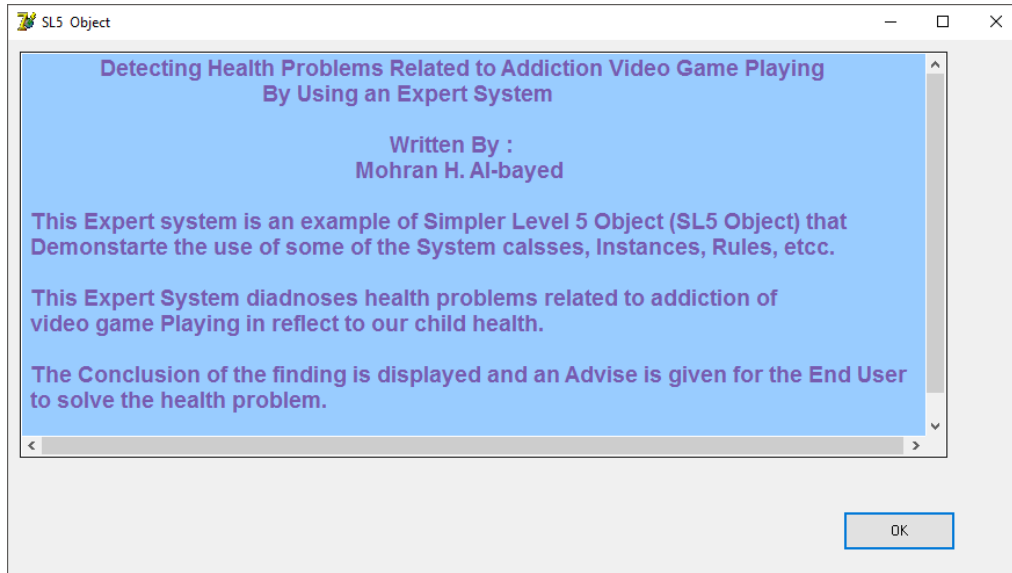 SL5 Object
Detecting Health Problems Related to Addiction Video Game Playing
By Using an Expert System
Written By :
Mohran H. Al-bayed
This Expert system is an example of Simpler Level 5 Object (SL5 Object) that
Demonstarte the use of some of the System calsses, Instances, Rules, etcc.
This Expert System diadnoses health problems related to addiction of
video game Playing in reflect to our child health.
The Conclusion of the finding is displayed and an Advise is given for the End User
to solve the health problem.
OK